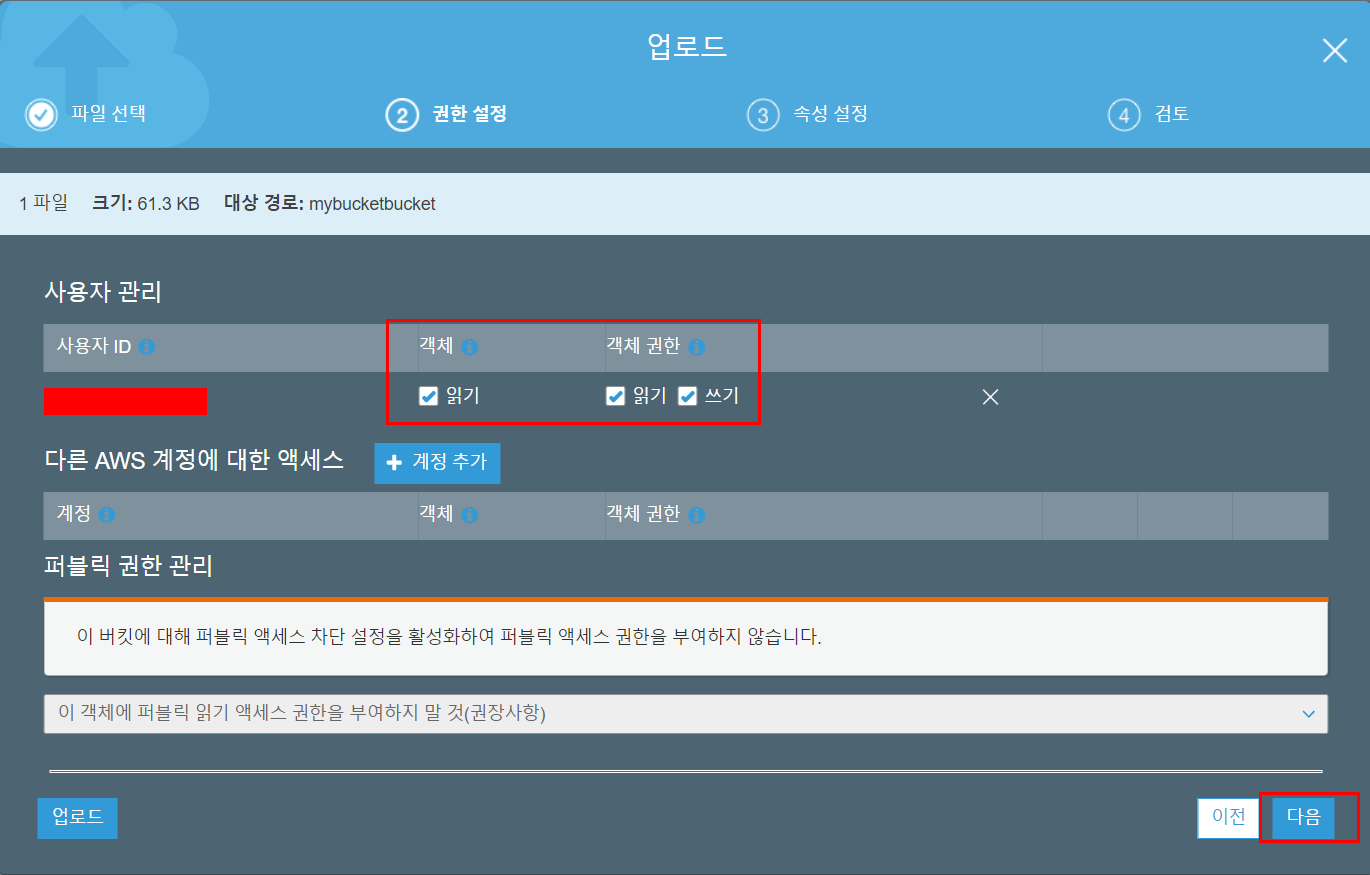 업로드
파일 선택
2 권한 설정
3 속성 설정
4 검토
1 파일 크기: 61.3 KB 대상 경로: mybucketbucket
사용자 관리
사용자 ID 객체 객체 권한
읽기 읽기 쓰기
다른 AWS 계정에 대한 액세스 계정 추가
계정 객체 객체 권한
퍼블릭 권한 관리
이 버킷에 대해 퍼블릭 액세스 차단 설정을 활성화하여 퍼블릭 액세스 권한을 부여하지 않습니다.
이 객체에 퍼블릭 읽기 액세스 권한을 부여하지 말 것(권장사항)
업로드 이전 다음